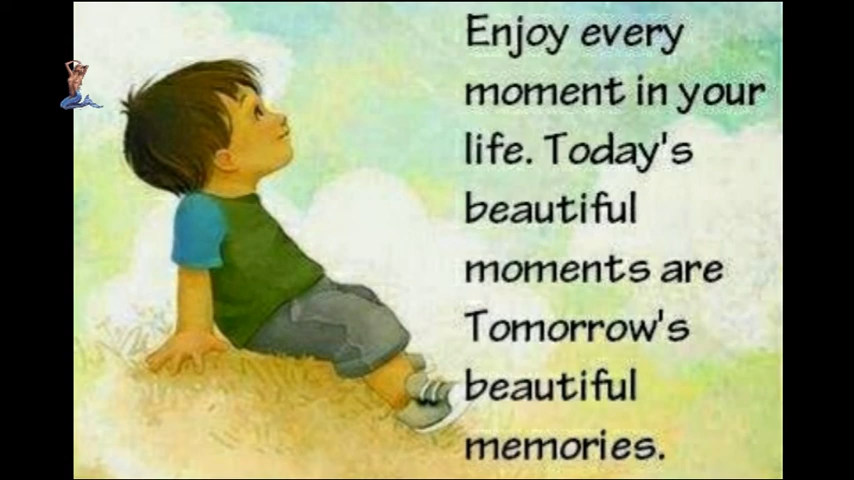 Enjoy every
moment in your
life. Today's
beautiful
moments are
Tomorrow's
beautiful
memories.